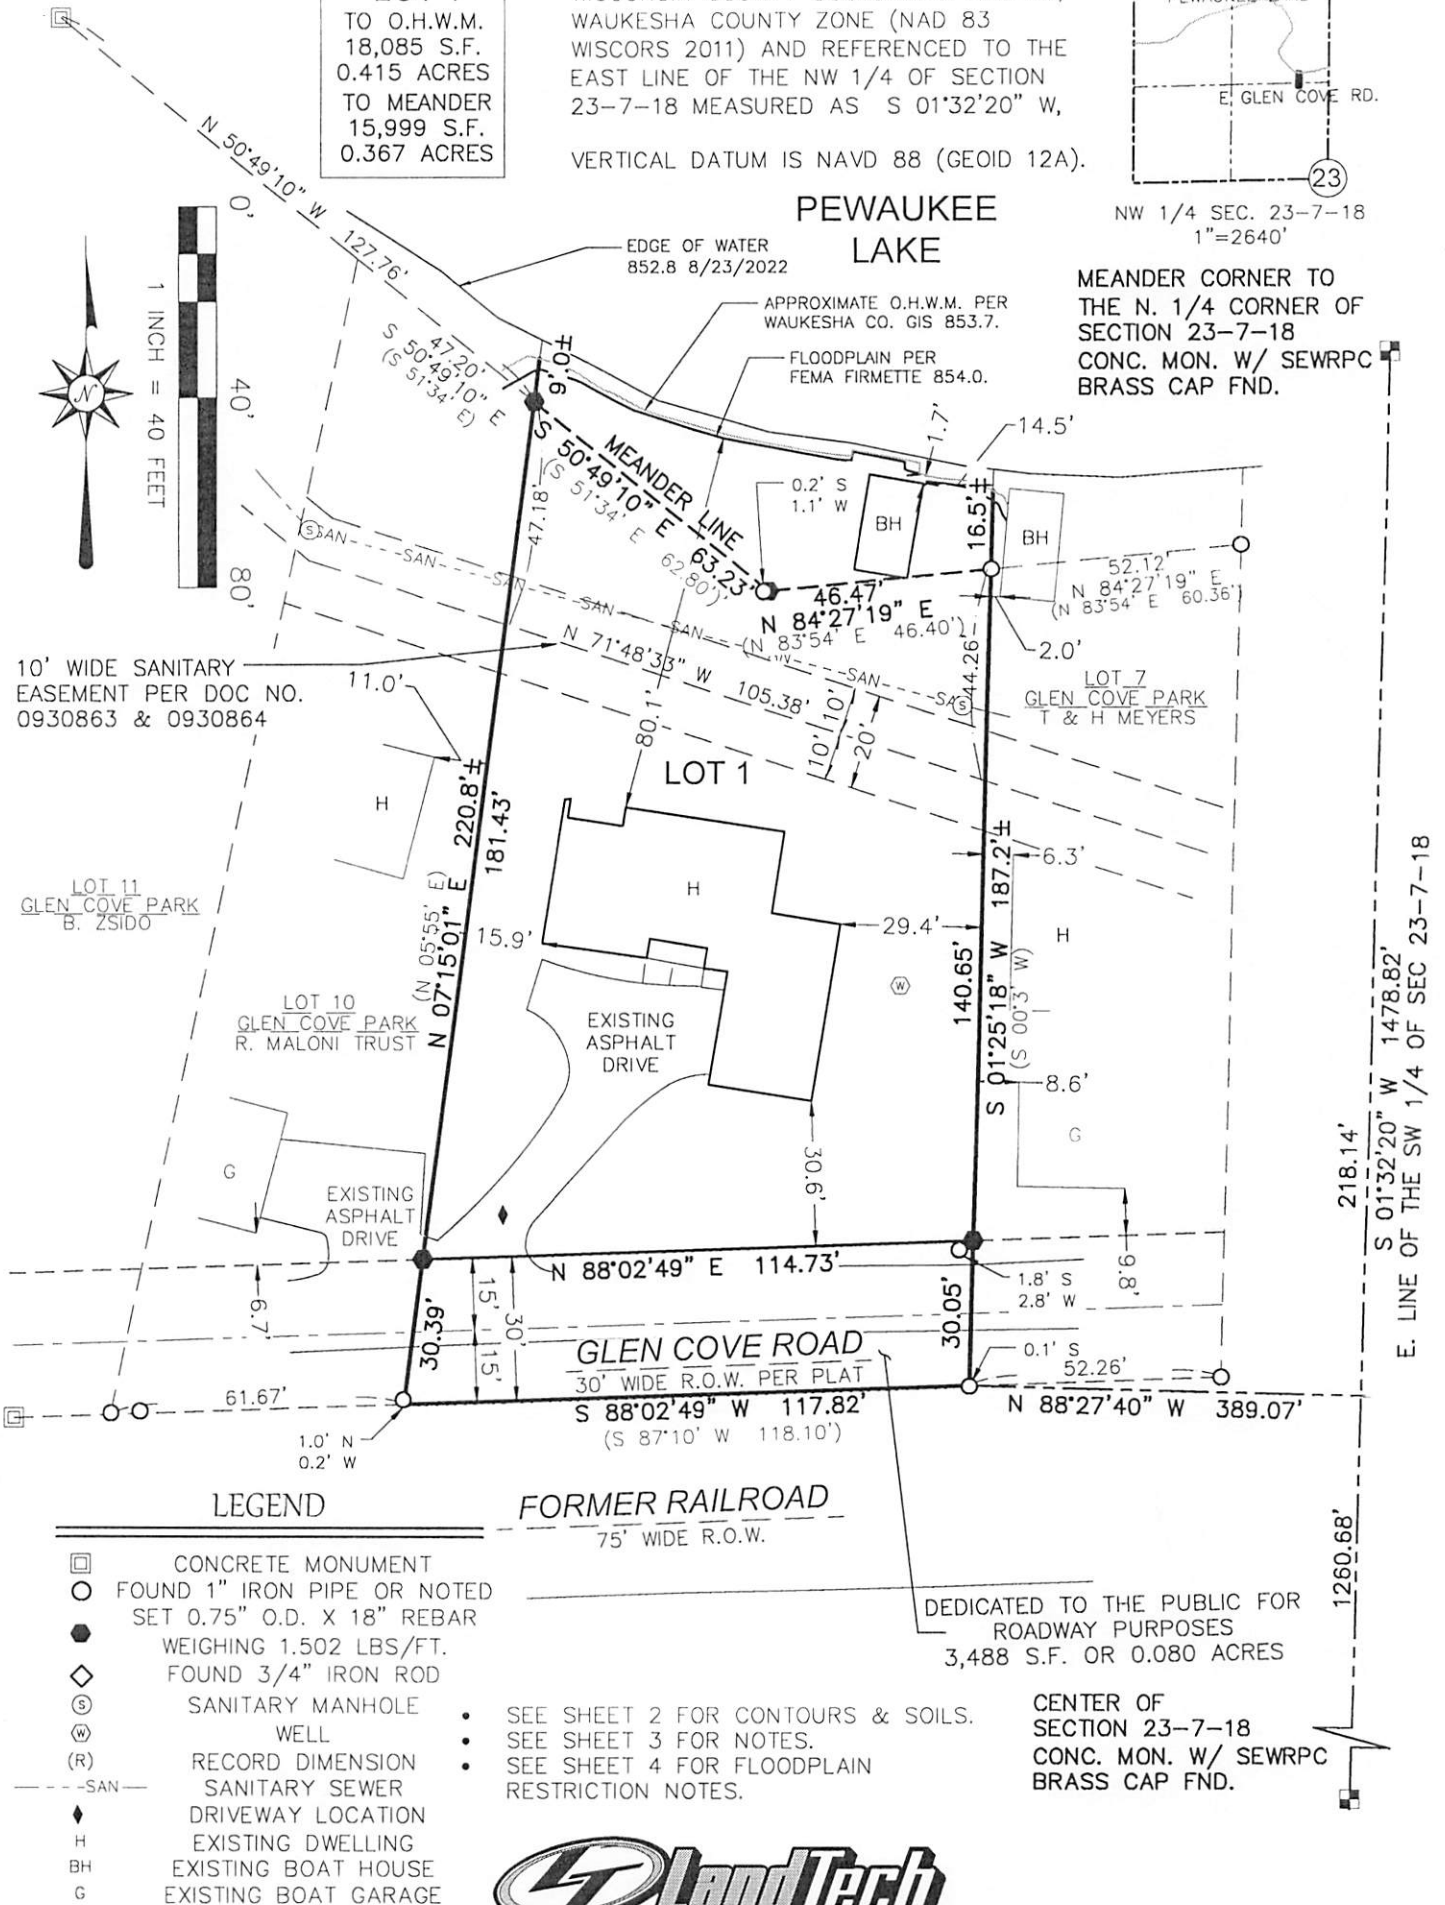 TO O.H.W.M.
18,085 S.F.
0.415 ACRES
TO MEANDER
15,999 S.F.
0.367 ACRES
WAUKESHA COUNTY ZONE (NAD 83
WISCORS 2011) AND REFERENCED TO THE
EAST LINE OF THE NW 1/4 OF SECTION
23-7-18 MEASURED AS S 01°32'20" W,
VERTICAL DATUM IS NAVD 88 (GEOID 12A).
E GLEN COVE RD.
23
NW 1/4 SEC. 23-7-18
1"=2640'
PEWAUKEE
LAKE
MEANDER CORNER TO
THE N. 1/4 CORNER OF
SECTION 23-7-18
CONC. MON. W/ SEWRPC
BRASS CAP FND.
N 50°49'10" W 127.76'
0'
40'
80'
1 INCH = 40 FEET
N
EDGE OF WATER
852.8 8/23/2022
APPROXIMATE O.H.W.M. PER
WAUKESHA CO. GIS 853.7.
FLOODPLAIN PER
FEMA FIRMETTE 854.0.
47.20'
S 50°49'10" E
(S 51°34' E)
9.0'±
MEANDER LINE
S 50°49'10" E 63.23'
(S 51°34' E 62.80')
47.18'
0.2' S
1.1' W
BH
1.7'
14.5'
16.5'±
BH
46.47'
N 84°27'19" E
(N 83°54' E 46.40')
52.12'
N 84°27'19" E
(N 83°54' E 60.36')
2.0'
44.26'
S
SAN
SAN
SAN
SAN
SAN
SAN
S
N 71°48'33" W 105.38'
10'
10'
20'
10' WIDE SANITARY
EASEMENT PER DOC NO.
0930863 & 0930864
11.0'
80.1'
LOT 1
LOT 7
GLEN COVE PARK
T & H MEYERS
H
220.8'±
181.43'
N 07°15'01" E
(N 05°55' E)
15.9'
H
29.4'
W
187.2'±
140.65'
S 01°25'18" W
(S 00°3' W)
6.3'
H
8.6'
G
LOT 11
GLEN COVE PARK
B. ZSIDO
LOT 10
GLEN COVE PARK
R. MALONI TRUST
EXISTING
ASPHALT
DRIVE
30.6'
G
EXISTING
ASPHALT
DRIVE
N 88°02'49" E 114.73'
1.8' S
2.8' W
9.8'
6.7'
30.39'
15'
15'
30'
30.05'
GLEN COVE ROAD
30' WIDE R.O.W. PER PLAT
S 88°02'49" W 117.82'
(S 87°10' W 118.10')
0.1' S
52.26'
N 88°27'40" W 389.07'
61.67'
1.0' N
0.2' W
218.14'
S 01°32'20" W 1478.82'
E. LINE OF THE SW 1/4 OF SEC 23-7-18
1260.68'
FORMER RAILROAD
75' WIDE R.O.W.
DEDICATED TO THE PUBLIC FOR
ROADWAY PURPOSES
3,488 S.F. OR 0.080 ACRES
LEGEND
CONCRETE MONUMENT
FOUND 1" IRON PIPE OR NOTED
SET 0.75" O.D. X 18" REBAR
WEIGHING 1.502 LBS/FT.
FOUND 3/4" IRON ROD
S SANITARY MANHOLE
W WELL
(R) RECORD DIMENSION
SAN SANITARY SEWER
DRIVEWAY LOCATION
H EXISTING DWELLING
BH EXISTING BOAT HOUSE
G EXISTING BOAT GARAGE
• SEE SHEET 2 FOR CONTOURS & SOILS.
• SEE SHEET 3 FOR NOTES.
• SEE SHEET 4 FOR FLOODPLAIN
RESTRICTION NOTES.
CENTER OF
SECTION 23-7-18
CONC. MON. W/ SEWRPC
BRASS CAP FND.
LT LandTech